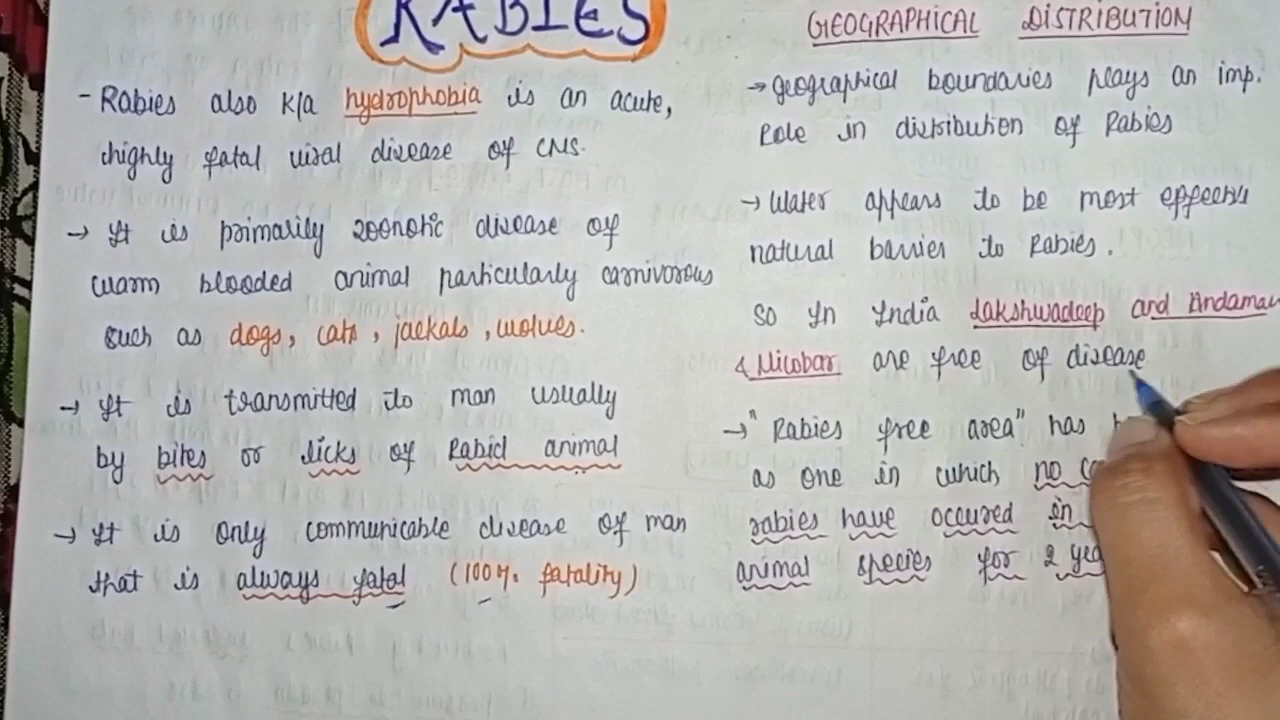 RABIES
- Rabies also k/a hydrophobia is an acute,
highly fatal viral disease of CNS.
→ It is primarily zoonotic disease of
warm blooded animal particularly carnivorous
such as dogs, cats, jackals, wolves.
→ It is transmitted to man usually
by bites or licks of Rabid animal
→ It is only communicable disease of man
that is always fatal (100% fatality)
GEOGRAPHICAL DISTRIBUTION
→ geographical boundaries plays an imp.
Role in distribution of Rabies
→ Water appears to be most effective
natural barrier to Rabies.
So In India Lakshwadeep and Andaman
& Nicobar are free of disease
→ "Rabies free area" has
as one in which no
rabies have occured in
animal species for 2